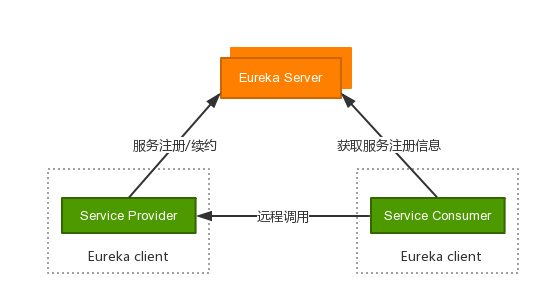 Eureka Server
服务注册/续约
获取服务注册信息
Service Provider
远程调用
Service Consumer
Eureka client
Eureka client